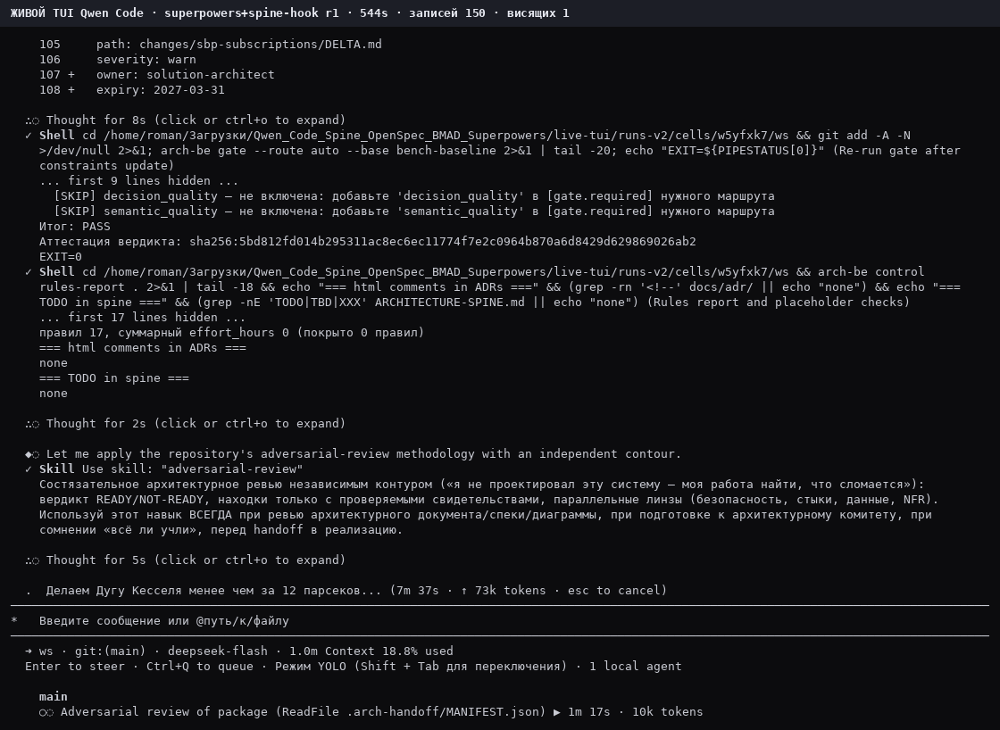 ЖИВОЙ TUI Qwen Code · superpowers+spine-hook r1 · 544s · записей 150 · висящих 1
105     path: changes/sbp-subscriptions/DELTA.md
106     severity: warn
107 +   owner: solution-architect
108 +   expiry: 2027-03-31
∴◌ Thought for 8s (click or ctrl+o to expand)
✓ Shell cd /home/roman/Загрузки/Qwen_Code_Spine_OpenSpec_BMAD_Superpowers/live-tui/runs-v2/cells/w5yfxk7/ws && git add -A -N
>/dev/null 2>&1; arch-be gate --route auto --base bench-baseline 2>&1 | tail -20; echo "EXIT=${PIPESTATUS[0]}" (Re-run gate after
constraints update)
... first 9 lines hidden ...
[SKIP] decision_quality — не включена: добавьте 'decision_quality' в [gate.required] нужного маршрута
[SKIP] semantic_quality — не включена: добавьте 'semantic_quality' в [gate.required] нужного маршрута
Итог: PASS
Аттестация вердикта: sha256:5bd812fd014b295311ac8ec6ec11774f7e2c0964b870a6d8429d629869026ab2
EXIT=0
✓ Shell cd /home/roman/Загрузки/Qwen_Code_Spine_OpenSpec_BMAD_Superpowers/live-tui/runs-v2/cells/w5yfxk7/ws && arch-be control
rules-report . 2>&1 | tail -18 && echo "=== html comments in ADRs ===" && (grep -rn '<!--' docs/adr/ || echo "none") && echo "===
TODO in spine ===" && (grep -nE 'TODO|TBD|XXX' ARCHITECTURE-SPINE.md || echo "none") (Rules report and placeholder checks)
... first 17 lines hidden ...
правил 17, суммарный effort_hours 0 (покрыто 0 правил)
=== html comments in ADRs ===
none
=== TODO in spine ===
none
∴◌ Thought for 2s (click or ctrl+o to expand)
◆◌ Let me apply the repository's adversarial-review methodology with an independent contour.
✓ Skill Use skill: "adversarial-review"
Состязательное архитектурное ревью независимым контуром («я не проектировал эту систему — моя работа найти, что сломается»):
вердикт READY/NOT-READY, находки только с проверяемыми свидетельствами, параллельные линзы (безопасность, стыки, данные, NFR).
Используй этот навык ВСЕГДА при ревью архитектурного документа/спеки/диаграммы, при подготовке к архитектурному комитету, при
сомнении «всё ли учли», перед handoff в реализацию.
∴◌ Thought for 5s (click or ctrl+o to expand)
.  Делаем Дугу Кесселя менее чем за 12 парсеков... (7m 37s · ↑ 73k tokens · esc to cancel)
*   Введите сообщение или @путь/к/файлу
➜ ws · git:(main) · deepseek-flash · 1.0m Context 18.8% used
Enter to steer · Ctrl+Q to queue · Режим YOLO (Shift + Tab для переключения) · 1 local agent
main
○◌ Adversarial review of package (ReadFile .arch-handoff/MANIFEST.json) ▶ 1m 17s · 10k tokens